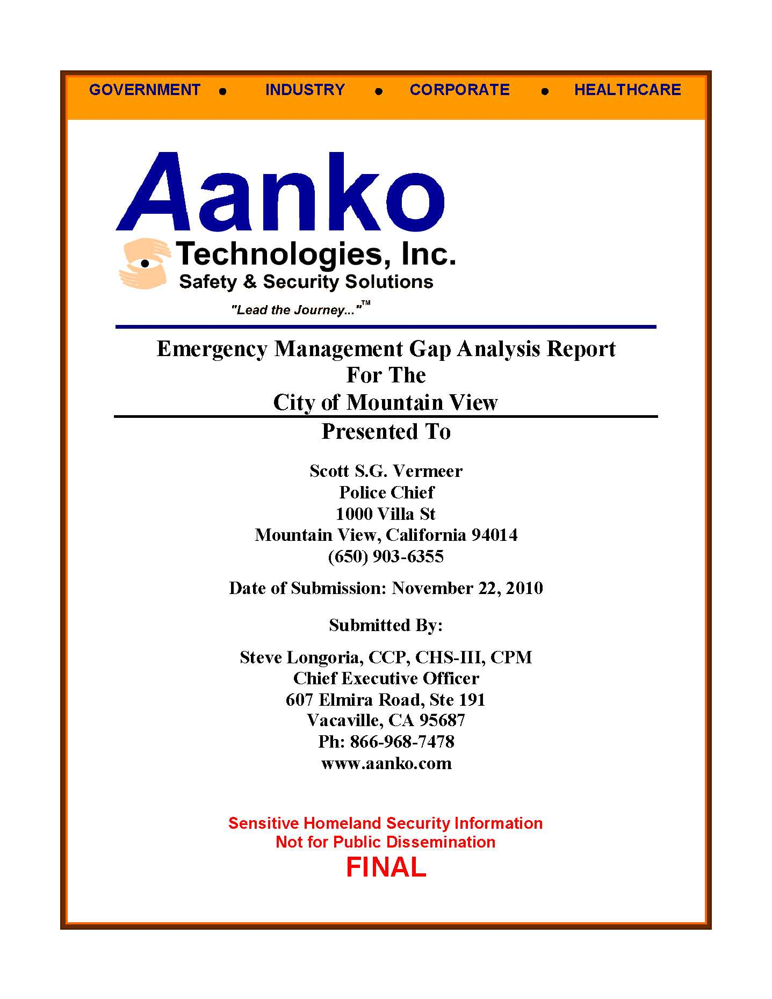 GOVERNMENT • INDUSTRY • CORPORATE • HEALTHCARE
Aanko
Technologies, Inc.
Safety & Security Solutions
"Lead the Journey..."™
Emergency Management Gap Analysis Report
For The
City of Mountain View
Presented To
Scott S.G. Vermeer
Police Chief
1000 Villa St
Mountain View, California 94014
(650) 903-6355
Date of Submission: November 22, 2010
Submitted By:
Steve Longoria, CCP, CHS-III, CPM
Chief Executive Officer
607 Elmira Road, Ste 191
Vacaville, CA 95687
Ph: 866-968-7478
www.aanko.com
Sensitive Homeland Security Information
Not for Public Dissemination
FINAL